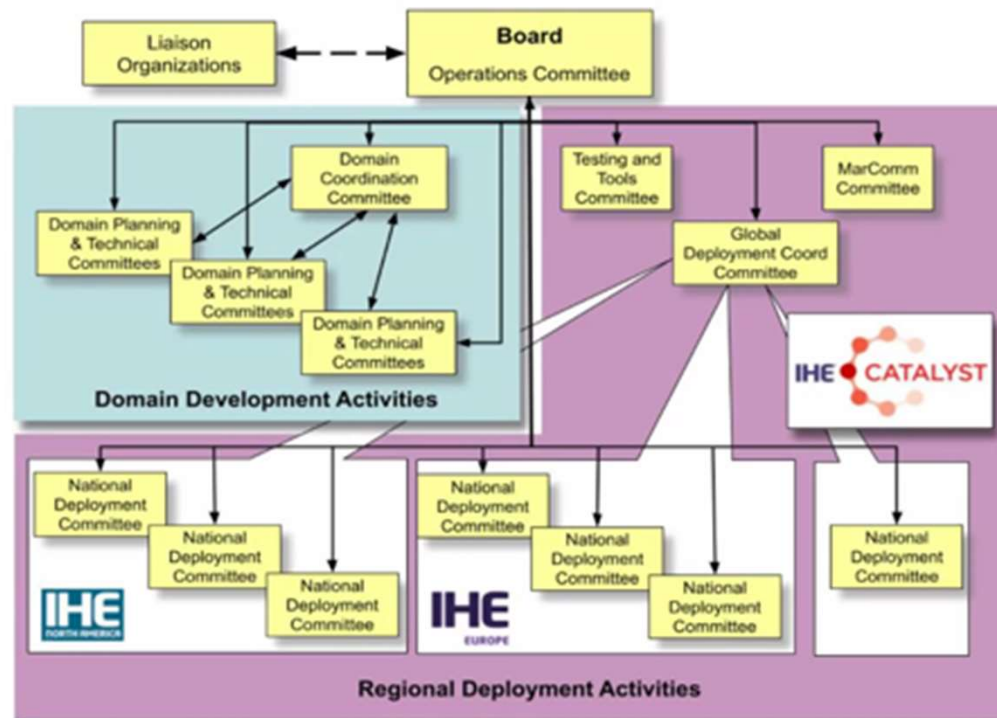 Liaison
Organizations
Board
Operations Committee
Domain
Coordination
Committee
Testing and
Tools
Committee
MarComm
Committee
Domain Planning
& Technical
Committees
Domain Planning
& Technical
Committees
Domain Planning
& Technical
Committees
Global
Deployment Coord
Committee
IHE CATALYST
Domain Development Activities
National
Deployment
Committee
National
Deployment
Committee
National
Deployment
Committee
National
Deployment
Committee
National
Deployment
Committee
National
Deployment
Committee
National
Deployment
Committee
IHE
NORTH AMERICA
IHE
EUROPE
Regional Deployment Activities